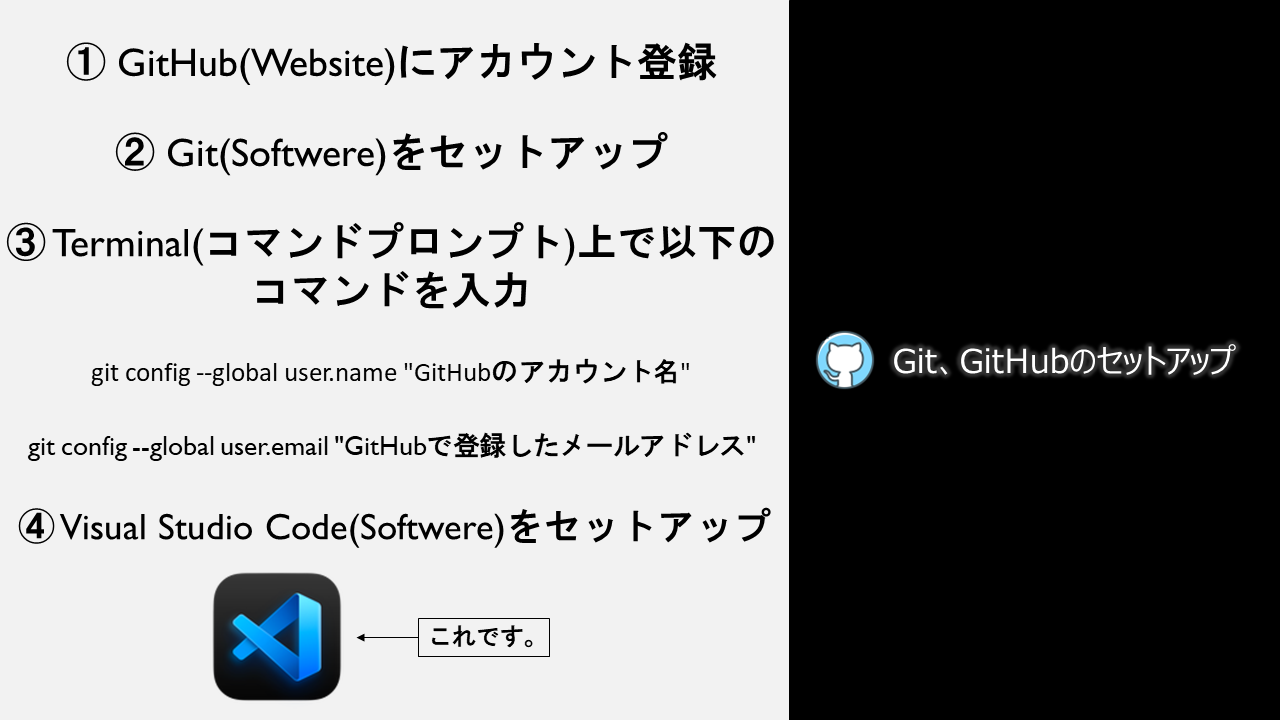 ① GitHub(Website)にアカウント登録
② Git(Softwere)をセットアップ
③ Terminal(コマンドプロンプト)上で以下の
コマンドを入力
git config --global user.name "GitHubのアカウント名"
git config --global user.email "GitHubで登録したメールアドレス"
④ Visual Studio Code(Softwere)をセットアップ
これです。
Git、GitHubのセットアップ